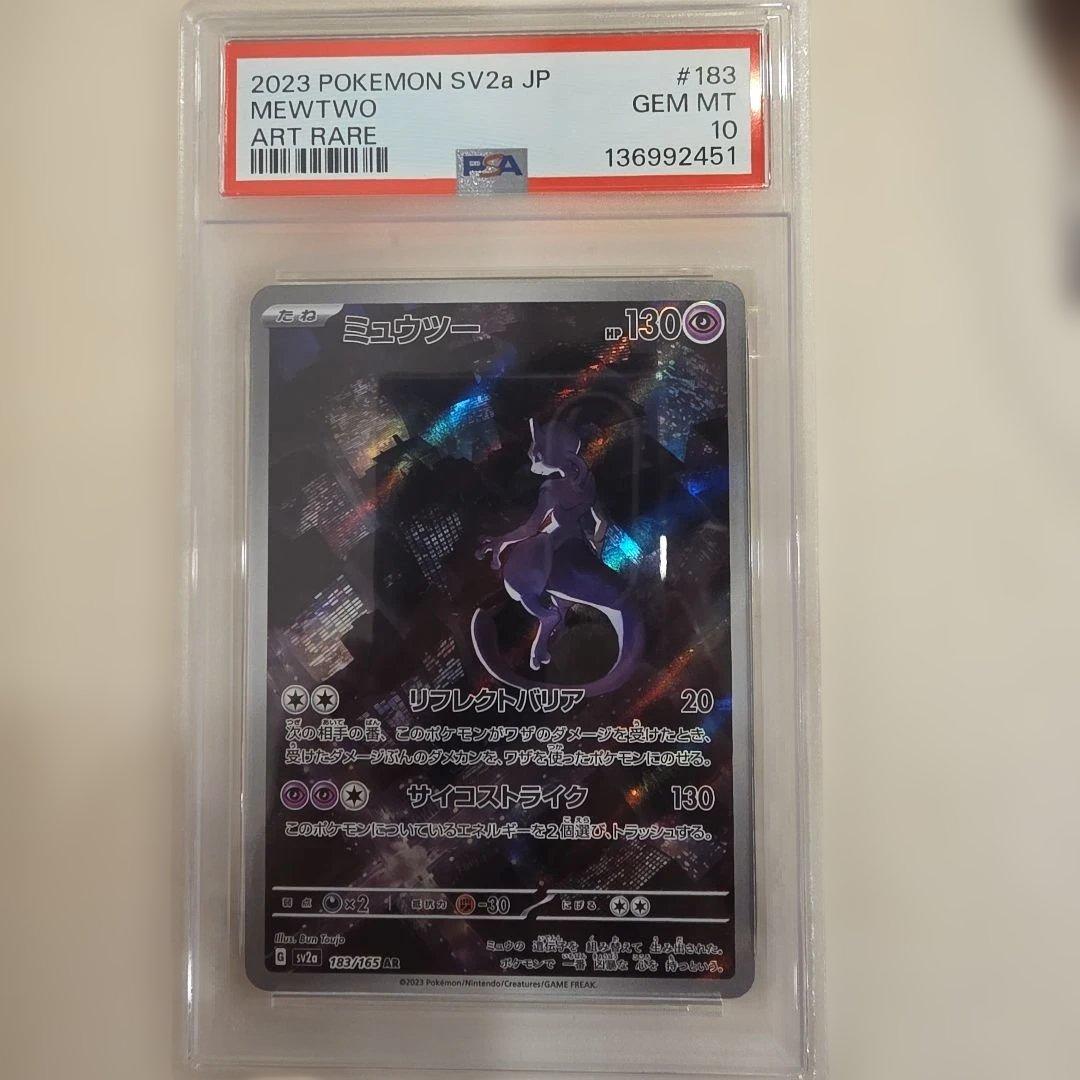 2023 POKEMON SV2a JP #183
MEWTWO GEM MT
ART RARE 10
PSA 136992451
たね ミュウツー HP 130
リフレクトバリア 20
次の相手の番、このポケモンがワザのダメージを受けたとき、
受けたダメージぶんのダメカンを、ワザを使ったポケモンにのせる。
サイコストライク 130
このポケモンについているエネルギーを2個選び、トラッシュする。
弱点 ×2 抵抗力 -30 にげる
Illus. Bun Toujo
ミュウの 遺伝子を 組み替えて 生み出された。
G sv2a 183/165 AR
ポケモンで 一番 凶暴な 心を 持つという。
©2023 Pokémon/Nintendo/Creatures/GAME FREAK.